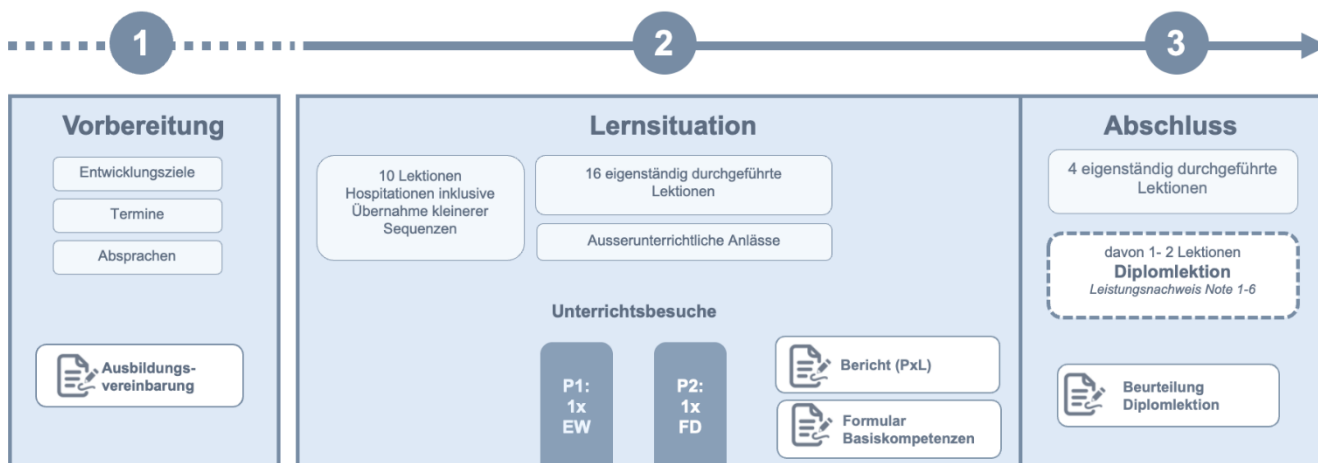 1
2
3
Vorbereitung
Entwicklungsziele
Termine
Absprachen
Ausbildungs-
vereinbarung
Lernsituation
10 Lektionen
Hospitationen inklusive
Übernahme kleinerer
Sequenzen
16 eigenständig durchgeführte
Lektionen
Ausserunterrichtliche Anlässe
Unterrichtsbesuche
P1:
1x
EW
P2:
1x
FD
Bericht (PxL)
Formular
Basiskompetenzen
Abschluss
4 eigenständig durchgeführte
Lektionen
davon 1- 2 Lektionen
Diplomlektion
Leistungsnachweis Note 1-6
Beurteilung
Diplomlektion